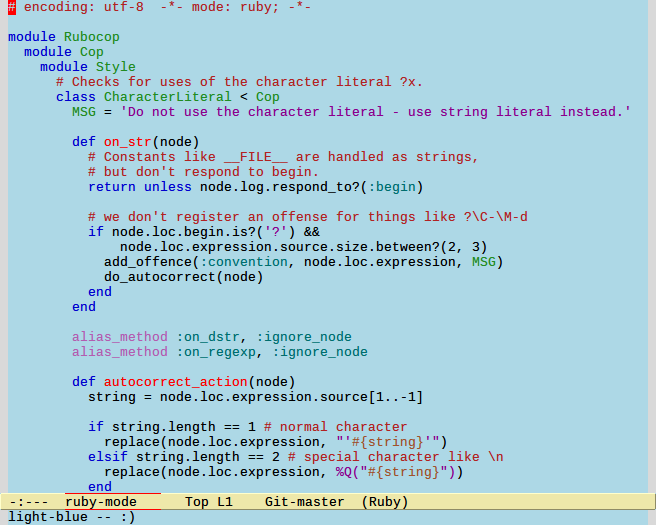 # encoding: utf-8  -*- mode: ruby; -*-
module Rubocop
  module Cop
    module Style
      # Checks for uses of the character literal ?x.
      class CharacterLiteral < Cop
        MSG = 'Do not use the character literal - use string literal instead.'
        def on_str(node)
          # Constants like __FILE__ are handled as strings,
          # but don't respond to begin.
          return unless node.log.respond_to?(:begin)
          # we don't register an offense for things like ?\C-\M-d
          if node.loc.begin.is?('?') &&
              node.loc.expression.source.size.between?(2, 3)
            add_offence(:convention, node.loc.expression, MSG)
            do_autocorrect(node)
          end
        end
        alias_method :on_dstr, :ignore_node
        alias_method :on_regexp, :ignore_node
        def autocorrect_action(node)
          string = node.loc.expression.source[1..-1]
          if string.length == 1 # normal character
            replace(node.loc.expression, "'#{string}'")
          elsif string.length == 2 # special character like \n
            replace(node.loc.expression, %Q("#{string}"))
          end
-:---  ruby-mode      Top L1    Git-master  (Ruby)
light-blue -- :)